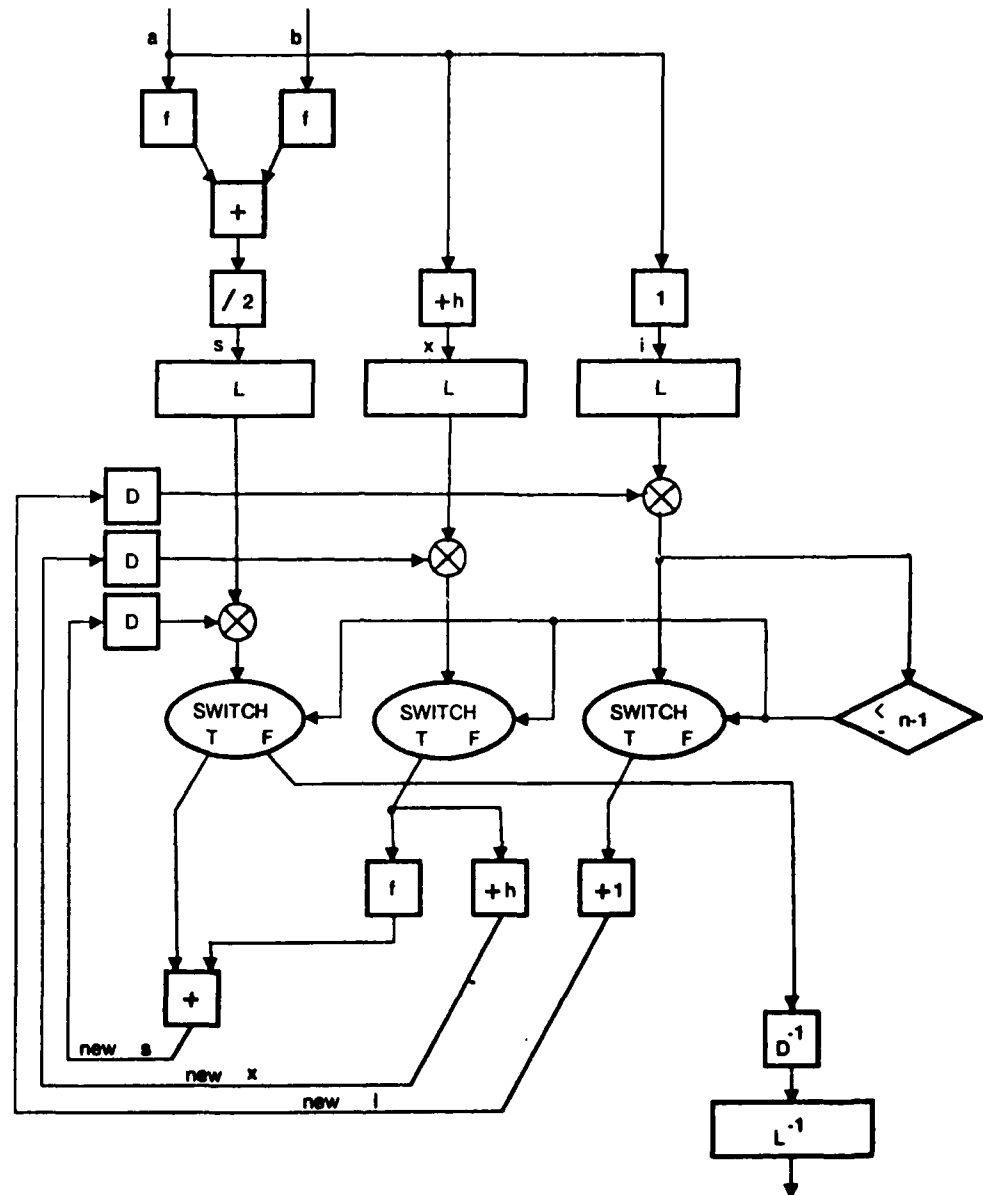 a b
f f
+
/ 2 +h 1
s x i
L L L
D
D
D
SWITCH SWITCH SWITCH
T F T F T F
< n-1
-
f +h +1
+
new s
new x
new i
D-1
L-1